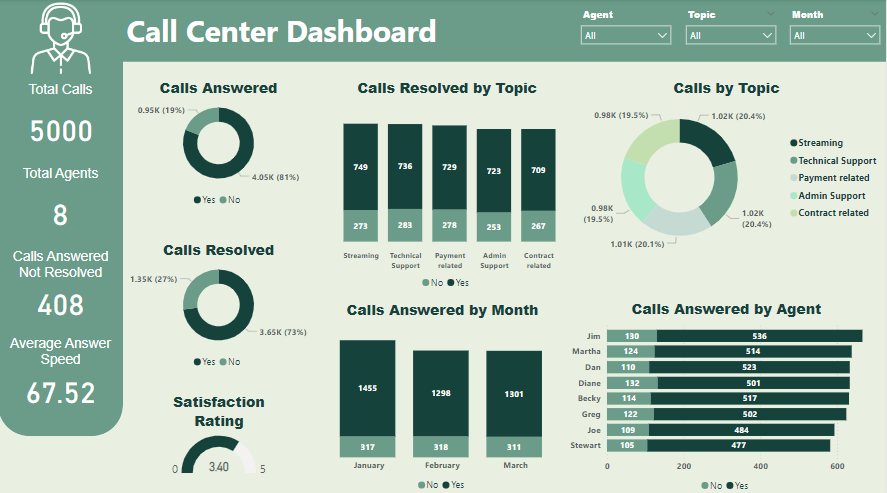 Call Center Dashboard
Agent
All
Topic
All
Month
All
Total Calls
5000
Total Agents
8
Calls Answered
Not Resolved
408
Average Answer
Speed
67.52
Calls Answered
0.95K (19%)
4.05K (81%)
Yes No
Calls Resolved
1.35K (27%)
3.65K (73%)
Yes No
Satisfaction
Rating
0 3.40 5
Calls Resolved by Topic
749 736 729 723 709
273 283 278 253 267
Streaming Technical Support Payment related Admin Support Contract related
No Yes
Calls Answered by Month
1455 1298 1301
317 318 311
January February March
No Yes
Calls by Topic
0.98K (19.5%)
1.02K (20.4%)
0.98K
(19.5%)
1.02K
(20.4%)
1.01K (20.1%)
Streaming
Technical Support
Payment related
Admin Support
Contract related
Calls Answered by Agent
Jim 130 536
Martha 124 514
Dan 110 523
Diane 132 501
Becky 114 517
Greg 122 502
Joe 109 484
Stewart 105 477
0 200 400 600
No Yes